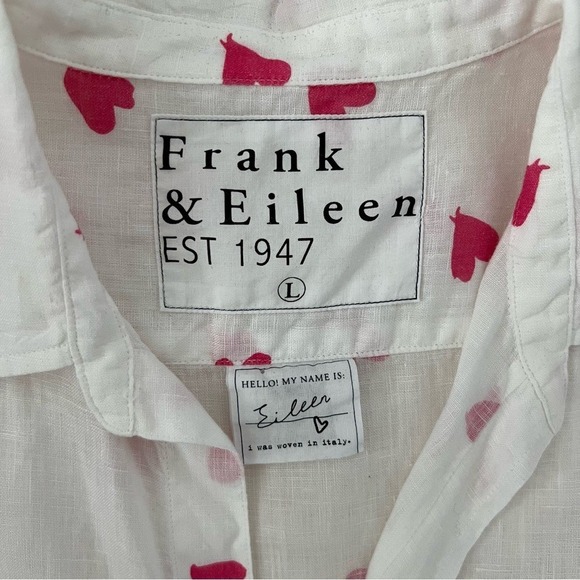 Frank
& Eileen
EST 1947
L
HELLO! MY NAME IS:
Eileen
i was woven in italy.